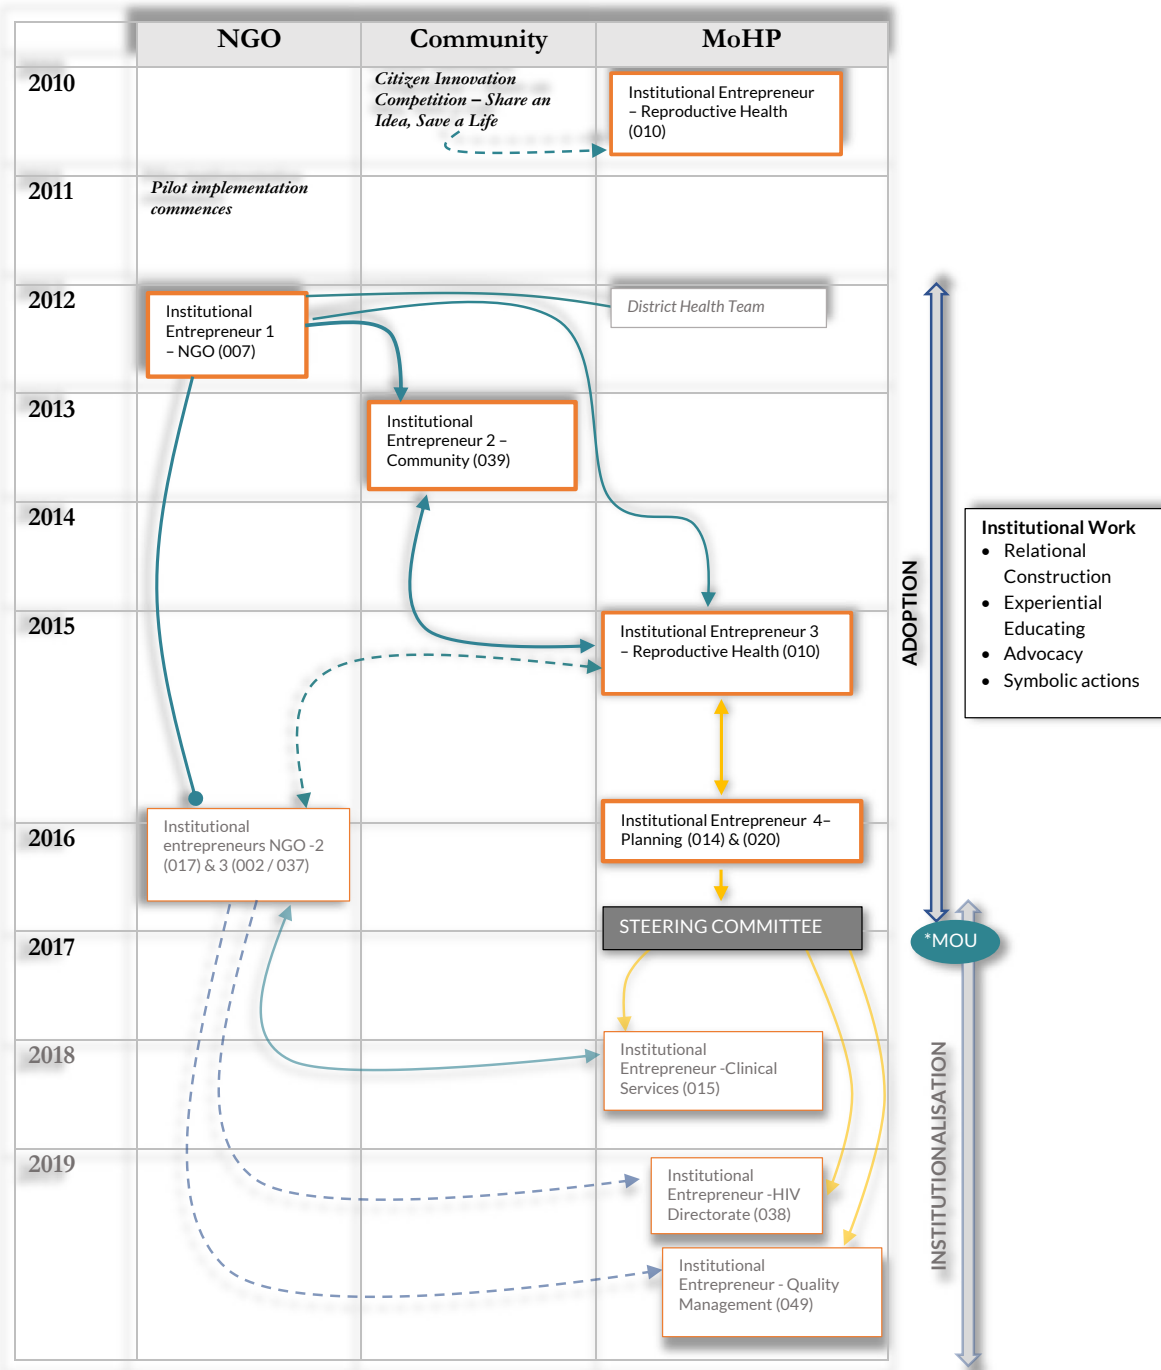 NGO
Community
MoHP
2010
Citizen Innovation
Competition – Share an
Idea, Save a Life
Institutional Entrepreneur
– Reproductive Health
(010)
2011
Pilot implementation
commences
2012
Institutional
Entrepreneur 1
– NGO (007)
District Health Team
2013
Institutional
Entrepreneur 2 –
Community (039)
2014
2015
Institutional Entrepreneur 3
– Reproductive Health (010)
2016
Institutional
entrepreneurs NGO -2
(017) & 3 (002 / 037)
Institutional Entrepreneur 4–
Planning (014) & (020)
STEERING COMMITTEE
2017
2018
Institutional
Entrepreneur -Clinical
Services (015)
2019
Institutional
Entrepreneur -HIV
Directorate (038)
Institutional
Entrepreneur - Quality
Management (049)
ADOPTION
*MOU
INSTITUTIONALISATION
Institutional Work
• Relational
Construction
• Experiential
Educating
• Advocacy
• Symbolic actions